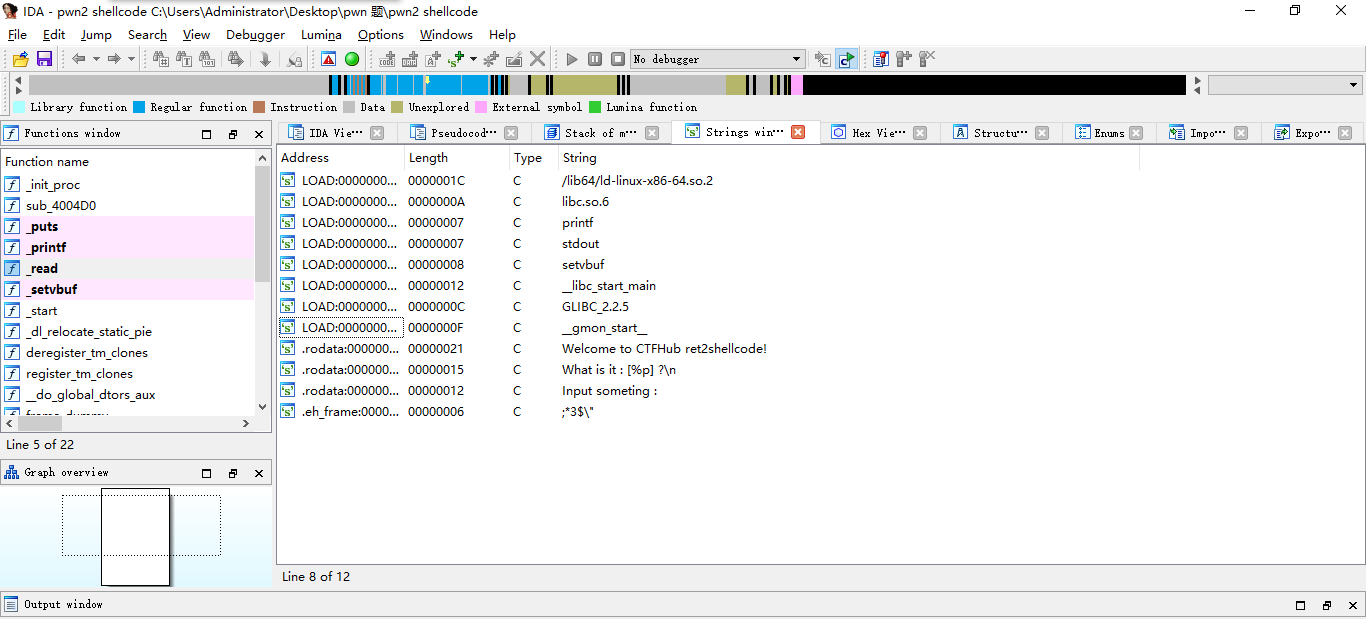 IDA - pwn2 shellcode C:\Users\Administrator\Desktop\pwn 题\pwn2 shellcode
File Edit Jump Search View Debugger Lumina Options Windows Help
No debugger
Library function Regular function Instruction Data Unexplored External symbol Lumina function
Functions window
IDA Vie··· Pseudocod··· Stack of m··· Strings win··· Hex Vie··· Structu··· Enums Impo··· Expo···
Function name
_init_proc
sub_4004D0
_puts
_printf
_read
_setvbuf
_start
_dl_relocate_static_pie
deregister_tm_clones
register_tm_clones
__do_global_dtors_aux
frame_dummy
Line 5 of 22
Graph overview
Address Length Type String
LOAD:0000000... 0000001C C /lib64/ld-linux-x86-64.so.2
LOAD:0000000... 0000000A C libc.so.6
LOAD:0000000... 00000007 C printf
LOAD:0000000... 00000007 C stdout
LOAD:0000000... 00000008 C setvbuf
LOAD:0000000... 00000012 C __libc_start_main
LOAD:0000000... 0000000C C GLIBC_2.2.5
LOAD:0000000... 0000000F C __gmon_start__
.rodata:000000... 00000021 C Welcome to CTFHub ret2shellcode!
.rodata:000000... 00000015 C What is it : [%p] ?\n
.rodata:000000... 00000012 C Input someting :
.eh_frame:0000... 00000006 C ;*3$\"
Line 8 of 12
Output window